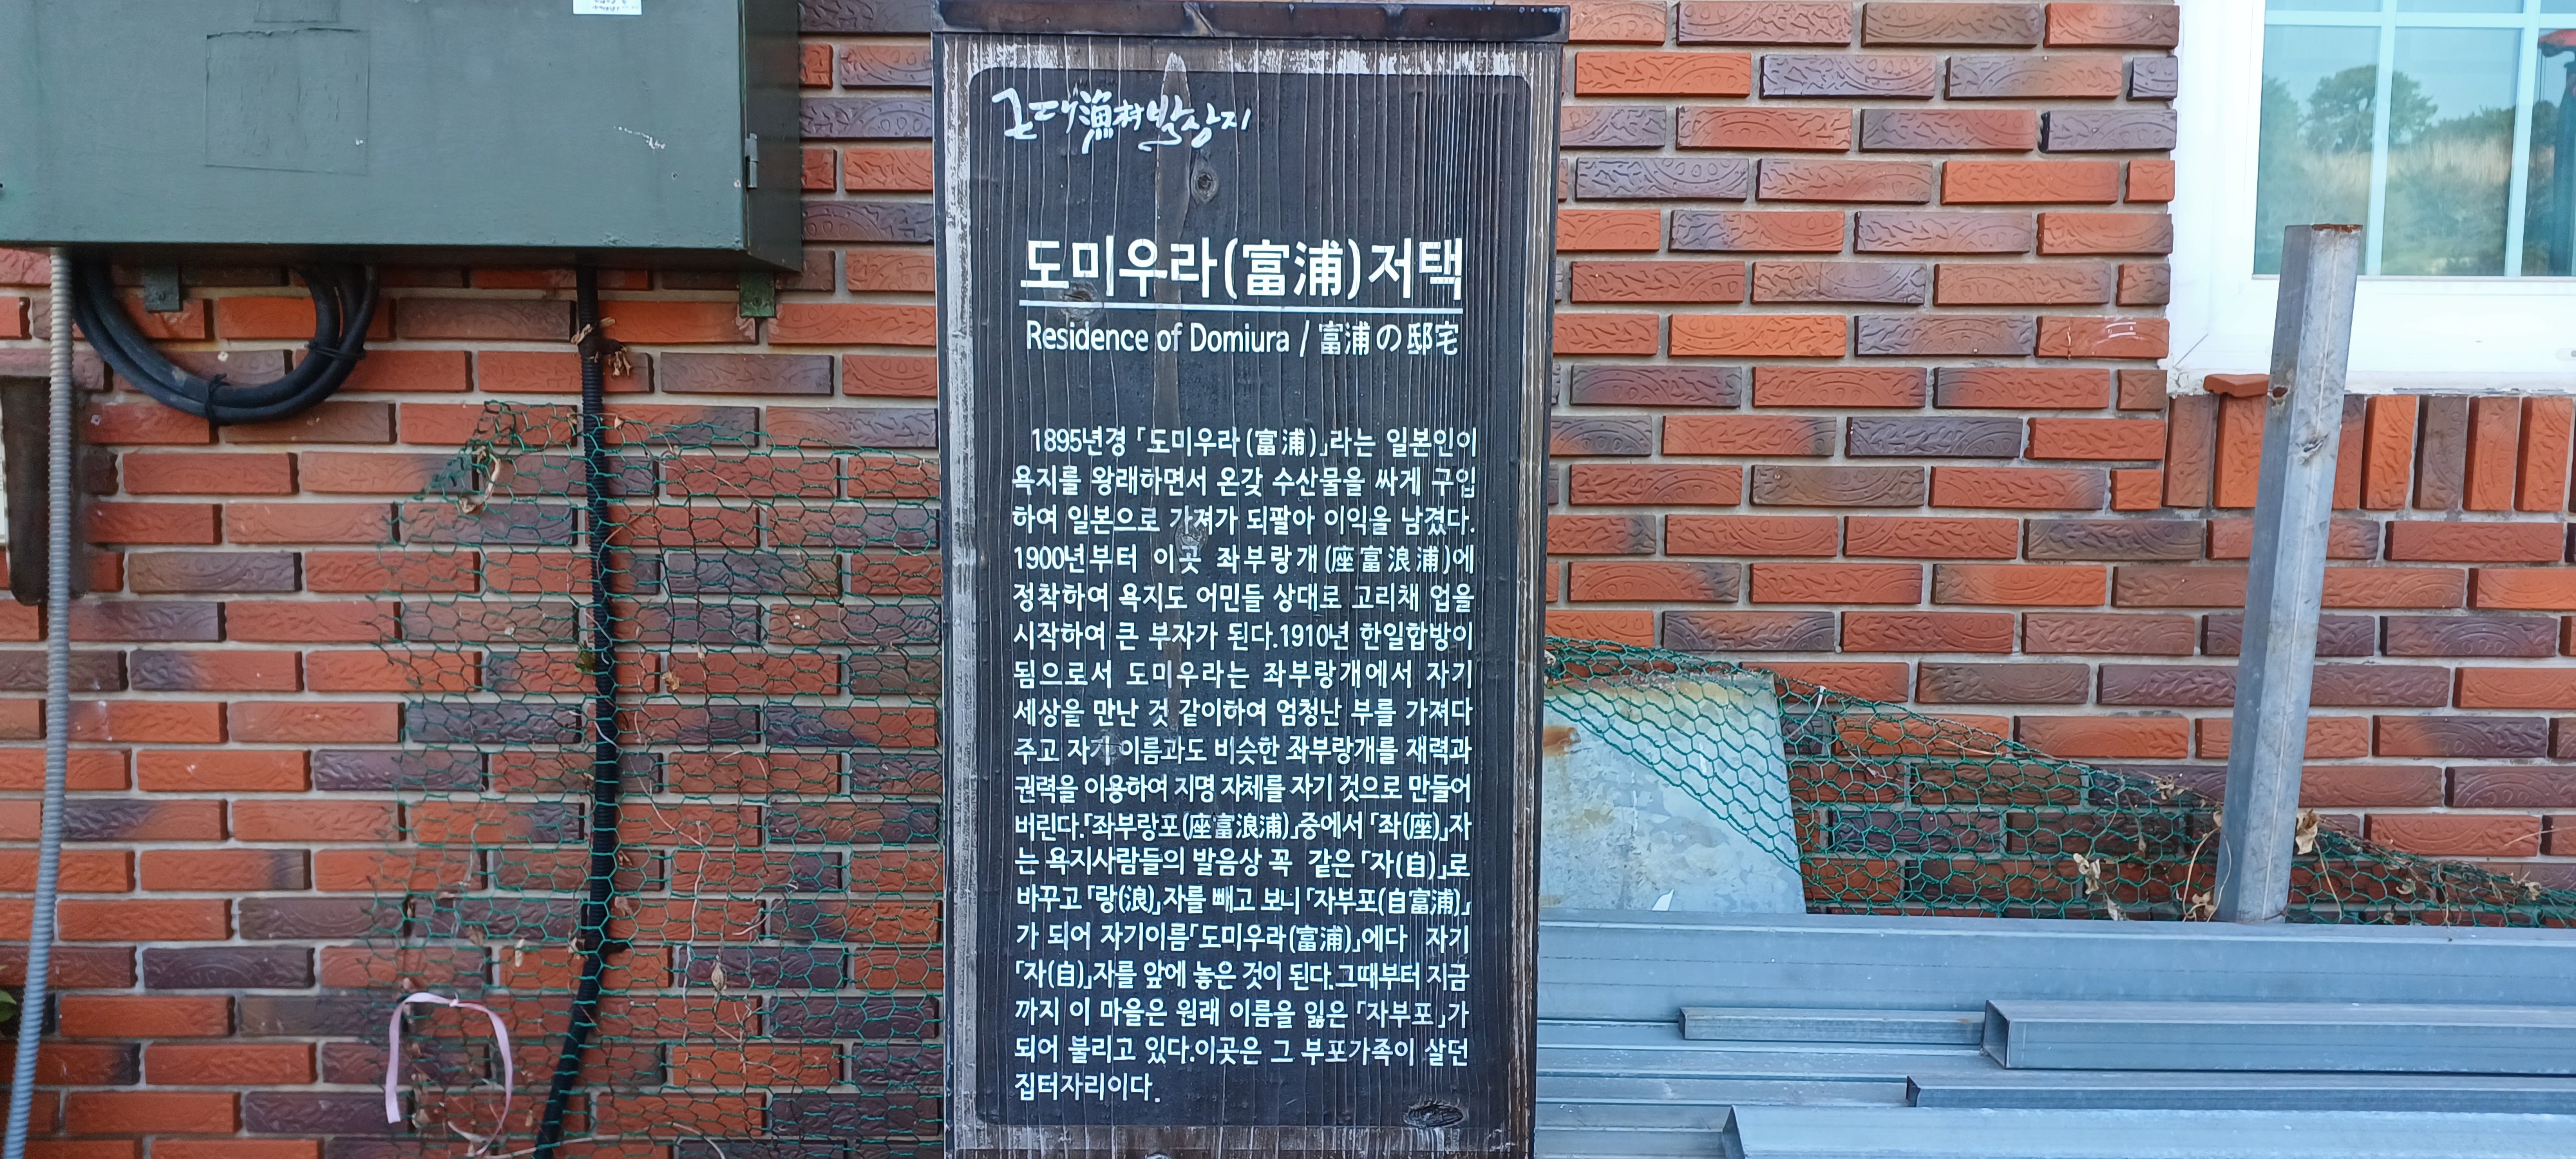 근대漁村발상지
도미우라(富浦)저택
Residence of Domiura / 富浦の邸宅
1895년경 「도미우라(富浦)」라는 일본인이
욕지를 왕래하면서 온갖 수산물을 싸게 구입
하여 일본으로 가져가 되팔아 이익을 남겼다.
1900년부터 이곳 좌부랑개(座富浪浦)에
정착하여 욕지도 어민들 상대로 고리채 업을
시작하여 큰 부자가 된다.1910년 한일합방이
됨으로서 도미우라는 좌부랑개에서 자기
세상을 만난 것 같이하여 엄청난 부를 가져다
주고 자기 이름과도 비슷한 좌부랑개를 재력과
권력을 이용하여 지명 자체를 자기 것으로 만들어
버린다.「좌부랑포(座富浪浦)」중에서 「좌(座)」자
는 욕지사람들의 발음상 꼭 같은 「자(自)」로
바꾸고 「랑(浪)」자를 빼고 보니 「자부포(自富浦)」
가 되어 자기이름「도미우라(富浦)」에다 자기
「자(自)」자를 앞에 놓은 것이 된다.그때부터 지금
까지 이 마을은 원래 이름을 잃은 「자부포」가
되어 불리고 있다.이곳은 그 부포가족이 살던
집터자리이다.